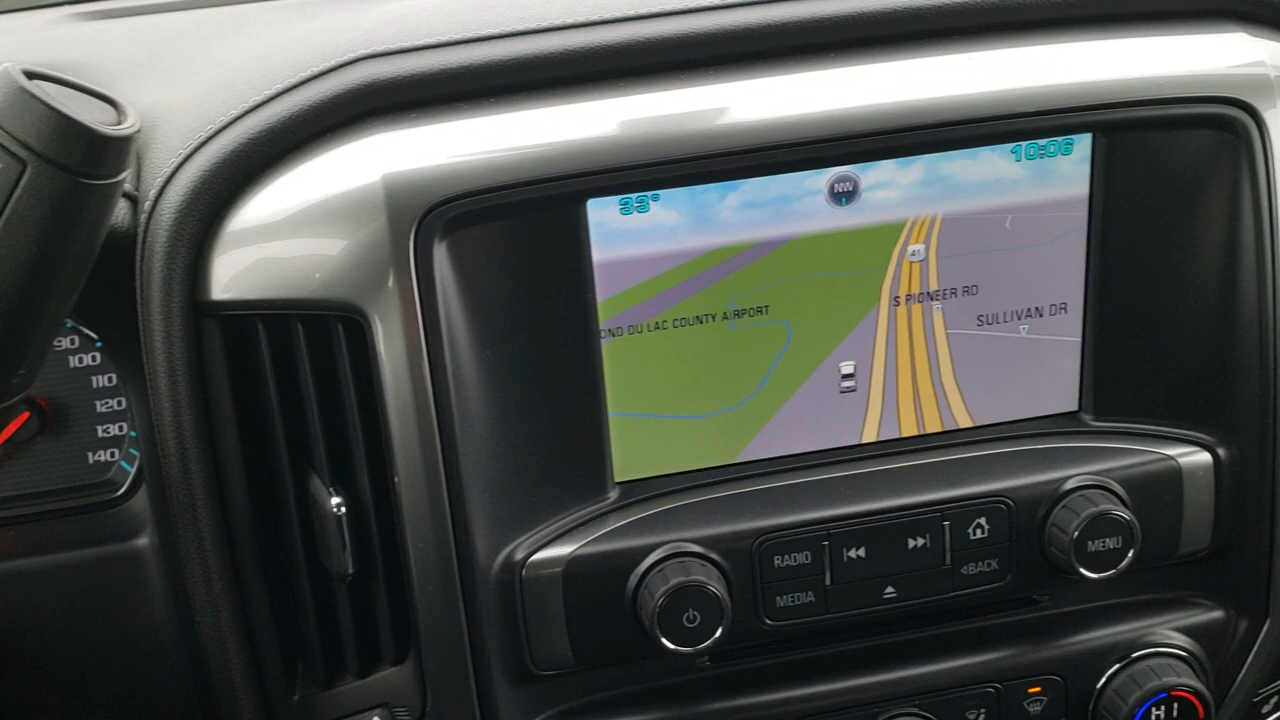 33°
NW
10:06
41
S PIONEER RD
OND DU LAC COUNTY AIRPORT
SULLIVAN DR
90
100
110
120
130
140
RADIO
MEDIA
BACK
MENU
HI